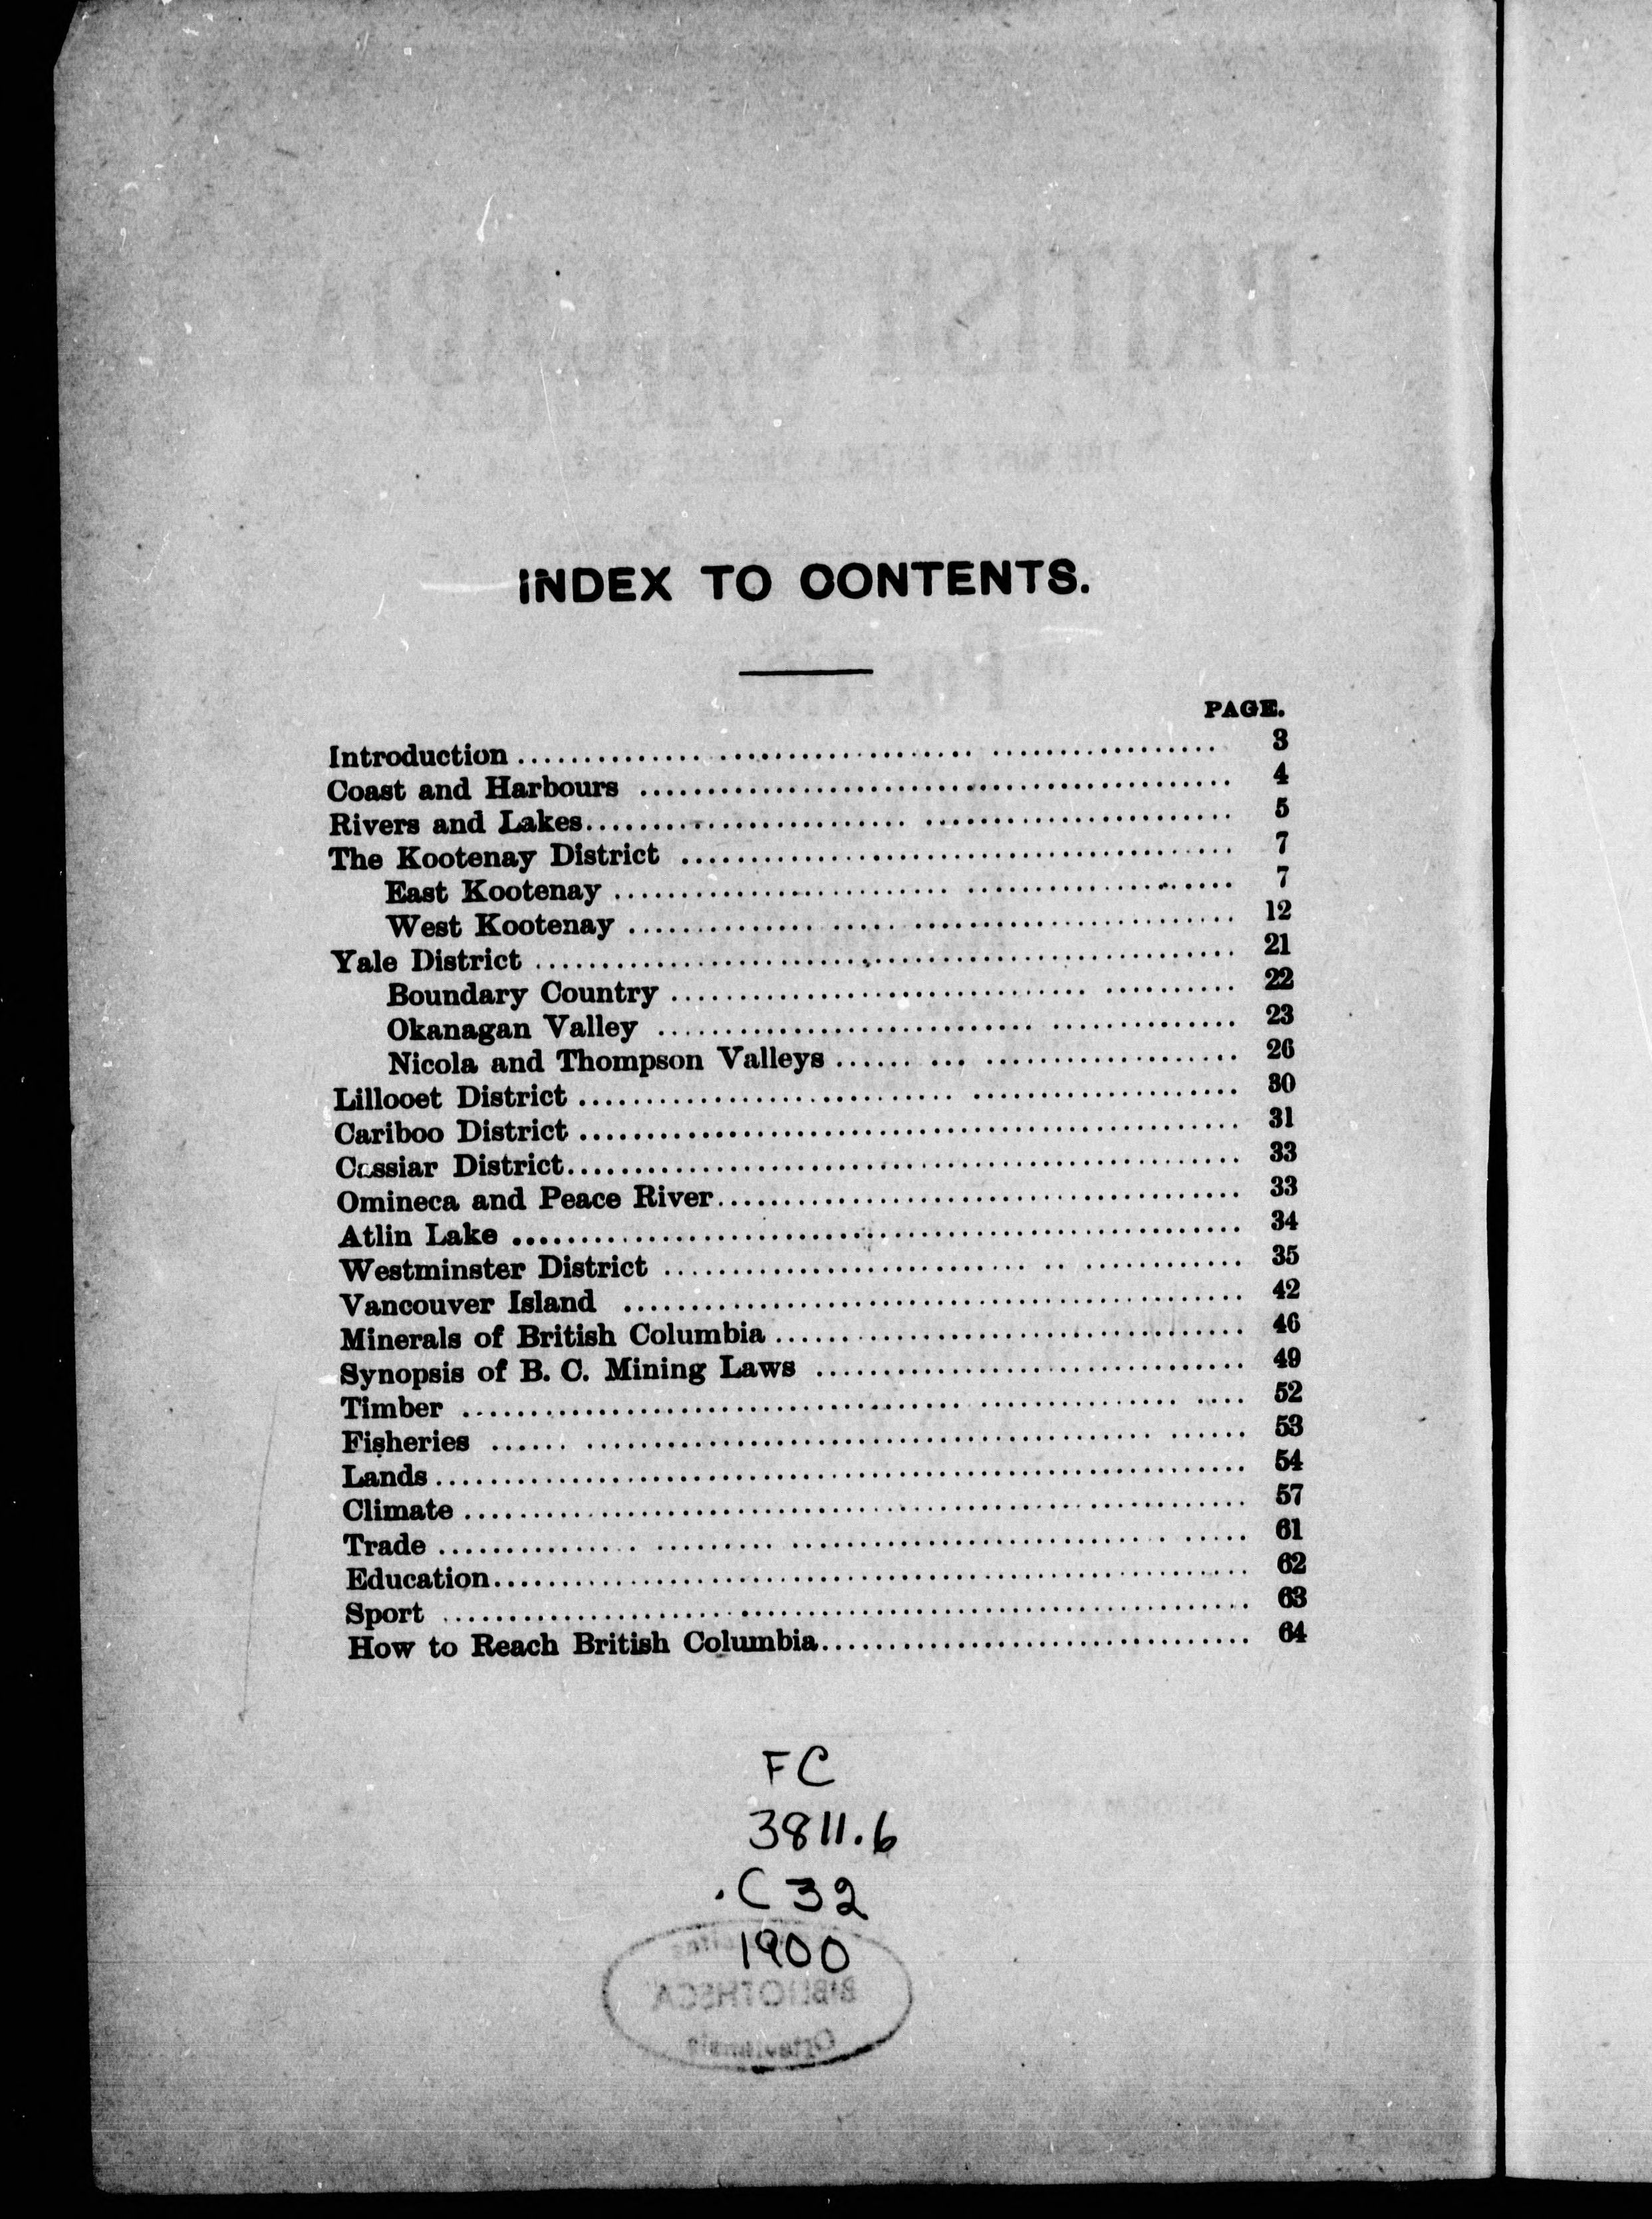 INDEX TO CONTENTS.
PAGE.
Introduction 3
Coast and Harbours 4
Rivers and Lakes 5
The Kootenay District 7
East Kootenay 7
West Kootenay 12
Yale District 21
Boundary Country 22
Okanagan Valley 23
Nicola and Thompson Valleys 26
Lillooet District 30
Cariboo District 31
Cassiar District 33
Omineca and Peace River 33
Atlin Lake 34
Westminster District 35
Vancouver Island 42
Minerals of British Columbia 46
Synopsis of B. C. Mining Laws 49
Timber 52
Fisheries 53
Lands 54
Climate 57
Trade 61
Education 62
Sport 63
How to Reach British Columbia 64
FC
3811.6
.C32
1900
BIBLIOTHECA